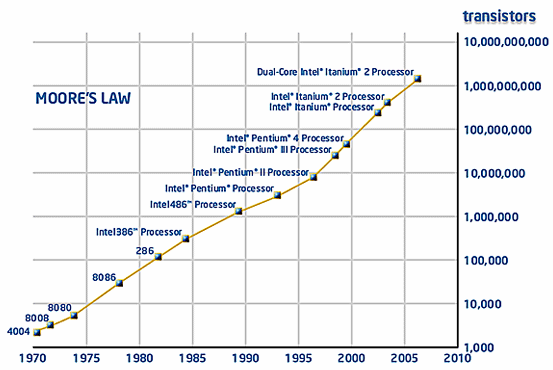 transistors
10,000,000,000
Dual-Core Intel® Itanium® 2 Processor
1,000,000,000
MOORE'S LAW
Intel® Itanium® 2 Processor
Intel® Itanium® Processor
100,000,000
Intel® Pentium® 4 Processor
Intel® Pentium® III Processor
10,000,000
Intel® Pentium® II Processor
Intel® Pentium® Processor
Intel486™ Processor
1,000,000
Intel386™ Processor
286
100,000
8086
10,000
8080
8008
4004
1,000
1970 1975 1980 1985 1990 1995 2000 2005 2010